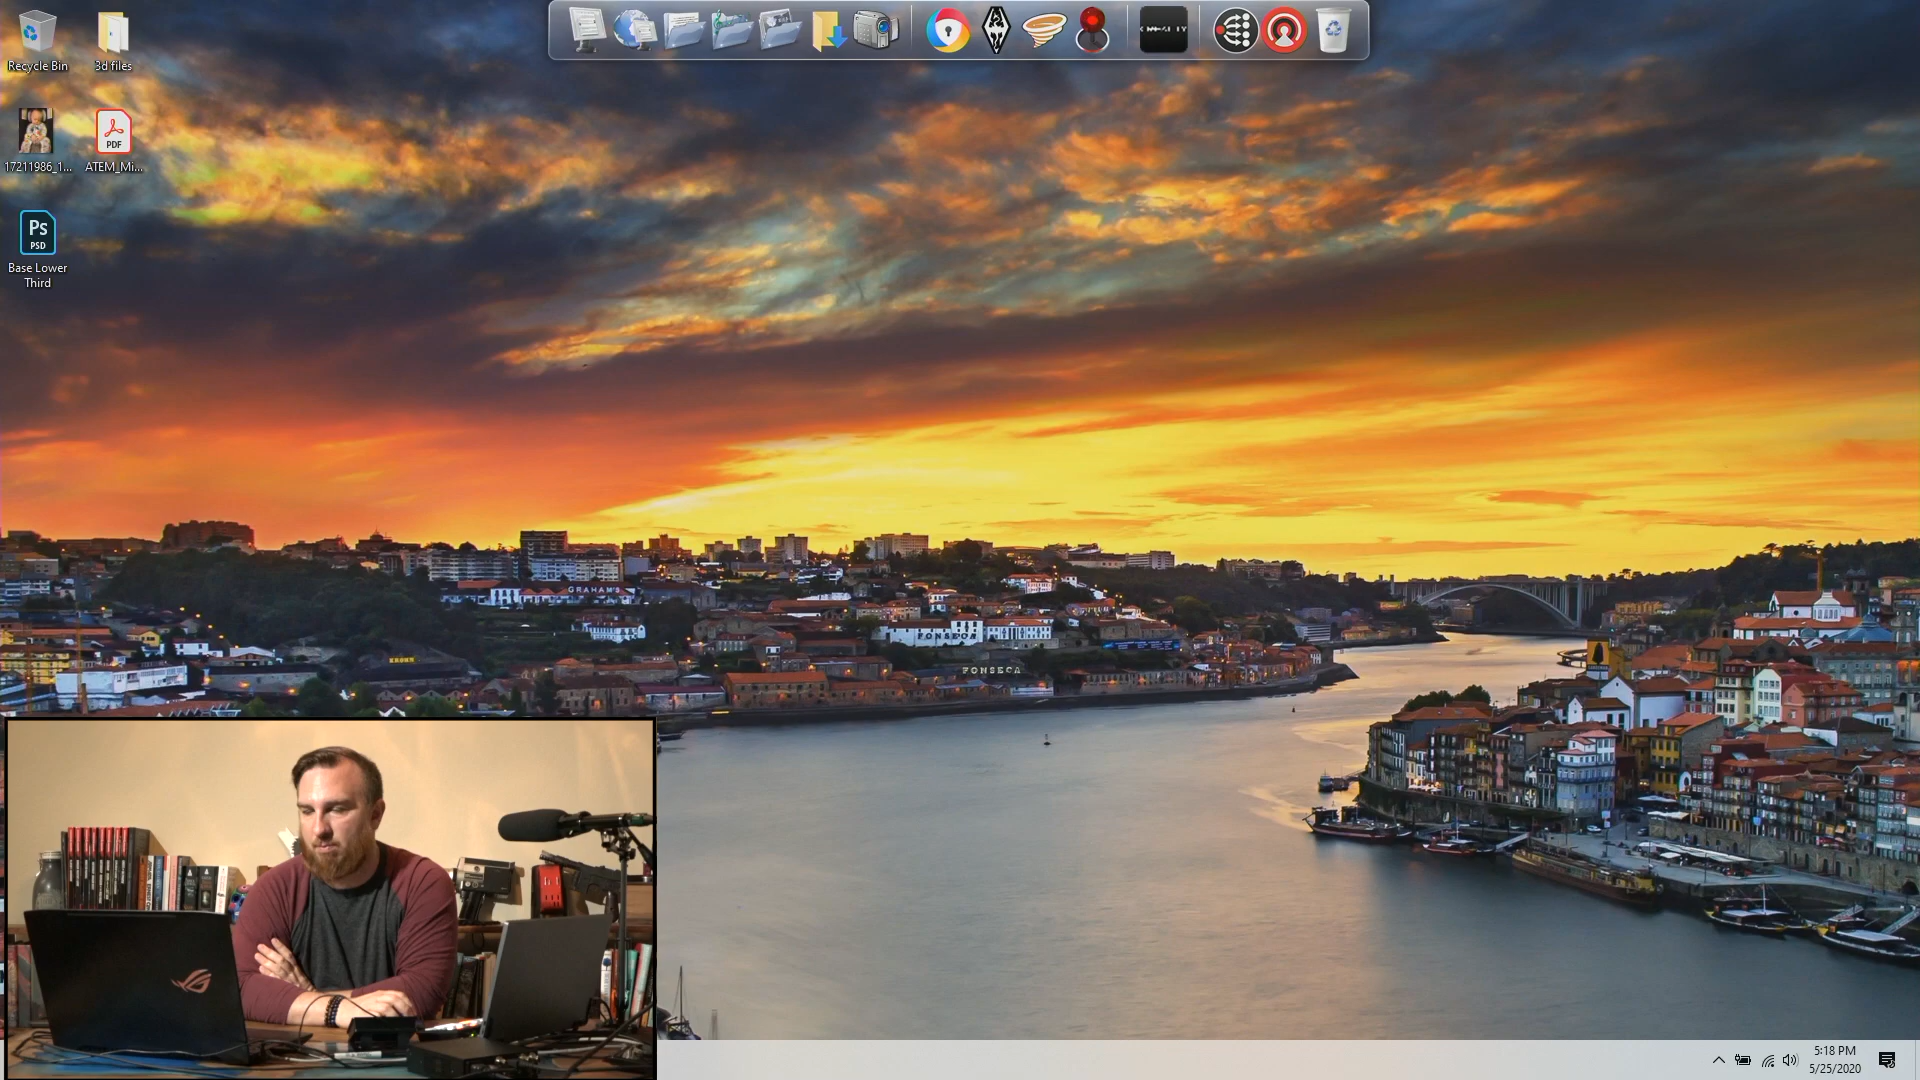 Recycle Bin
3d files
17211986_1...
PDF
ATEM_Mi...
Ps
PSD
Base Lower
Third
GRAHAM'S
FONSECA
KROHN
FONSECA
5:18 PM
5/25/2020